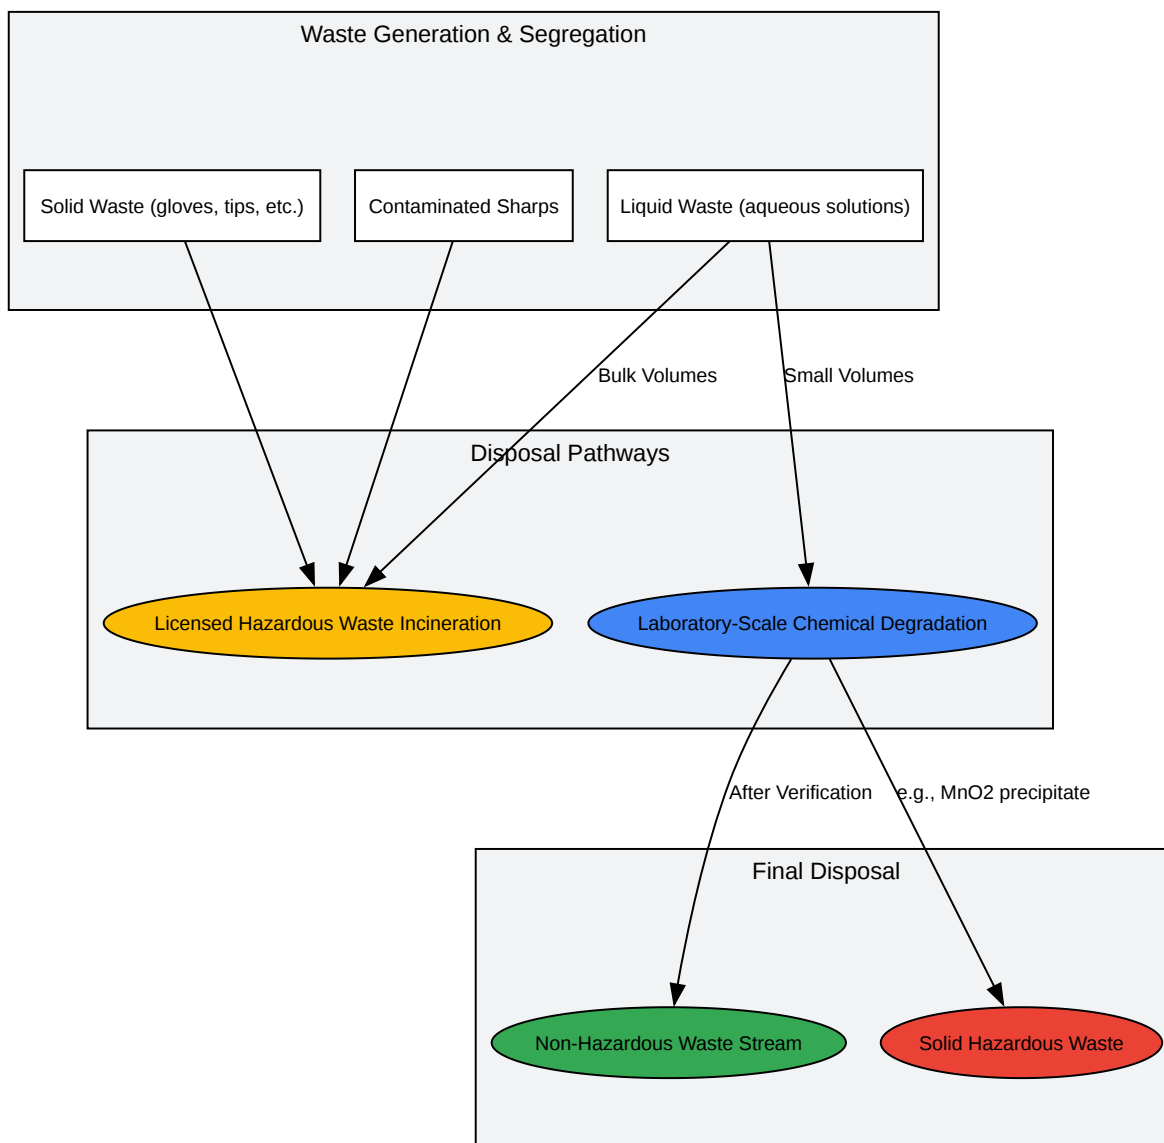 Waste Generation & Segregation
Solid Waste (gloves, tips, etc.)
Contaminated Sharps
Liquid Waste (aqueous solutions)
Bulk Volumes
Small Volumes
Disposal Pathways
Licensed Hazardous Waste Incineration
Laboratory-Scale Chemical Degradation
After Verification
e.g., MnO2 precipitate
Final Disposal
Non-Hazardous Waste Stream
Solid Hazardous Waste